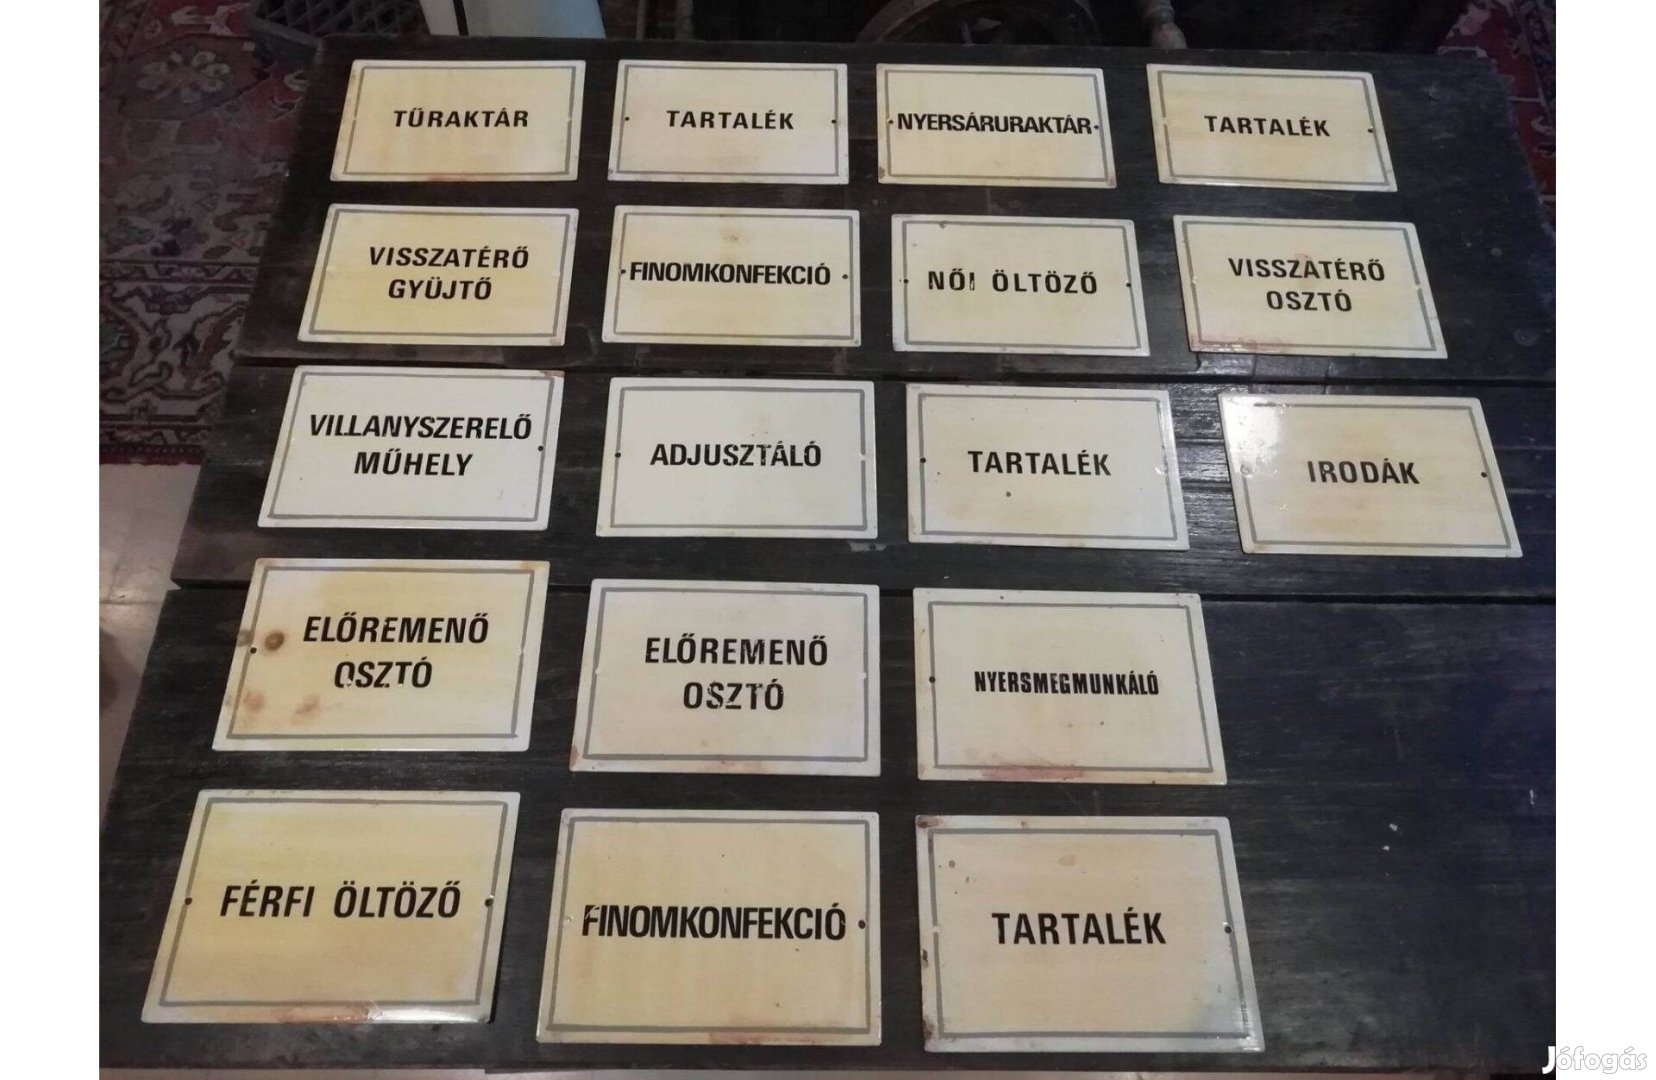 TŰRAKTÁR
TARTALÉK
NYERSÁRURAKTÁR
TARTALÉK
VISSZATÉRŐ
GYÜJTŐ
FINOMKONFEKCIÓ
NŐI ÖLTÖZŐ
VISSZATÉRŐ
OSZTÓ
VILLANYSZERELŐ
MŰHELY
ADJUSZTÁLÓ
TARTALÉK
IRODÁK
ELŐREMENŐ
OSZTÓ
ELŐREMENŐ
OSZTÓ
NYERSMEGMUNKÁLÓ
FÉRFI ÖLTÖZŐ
FINOMKONFEKCIÓ
TARTALÉK
Jófogás